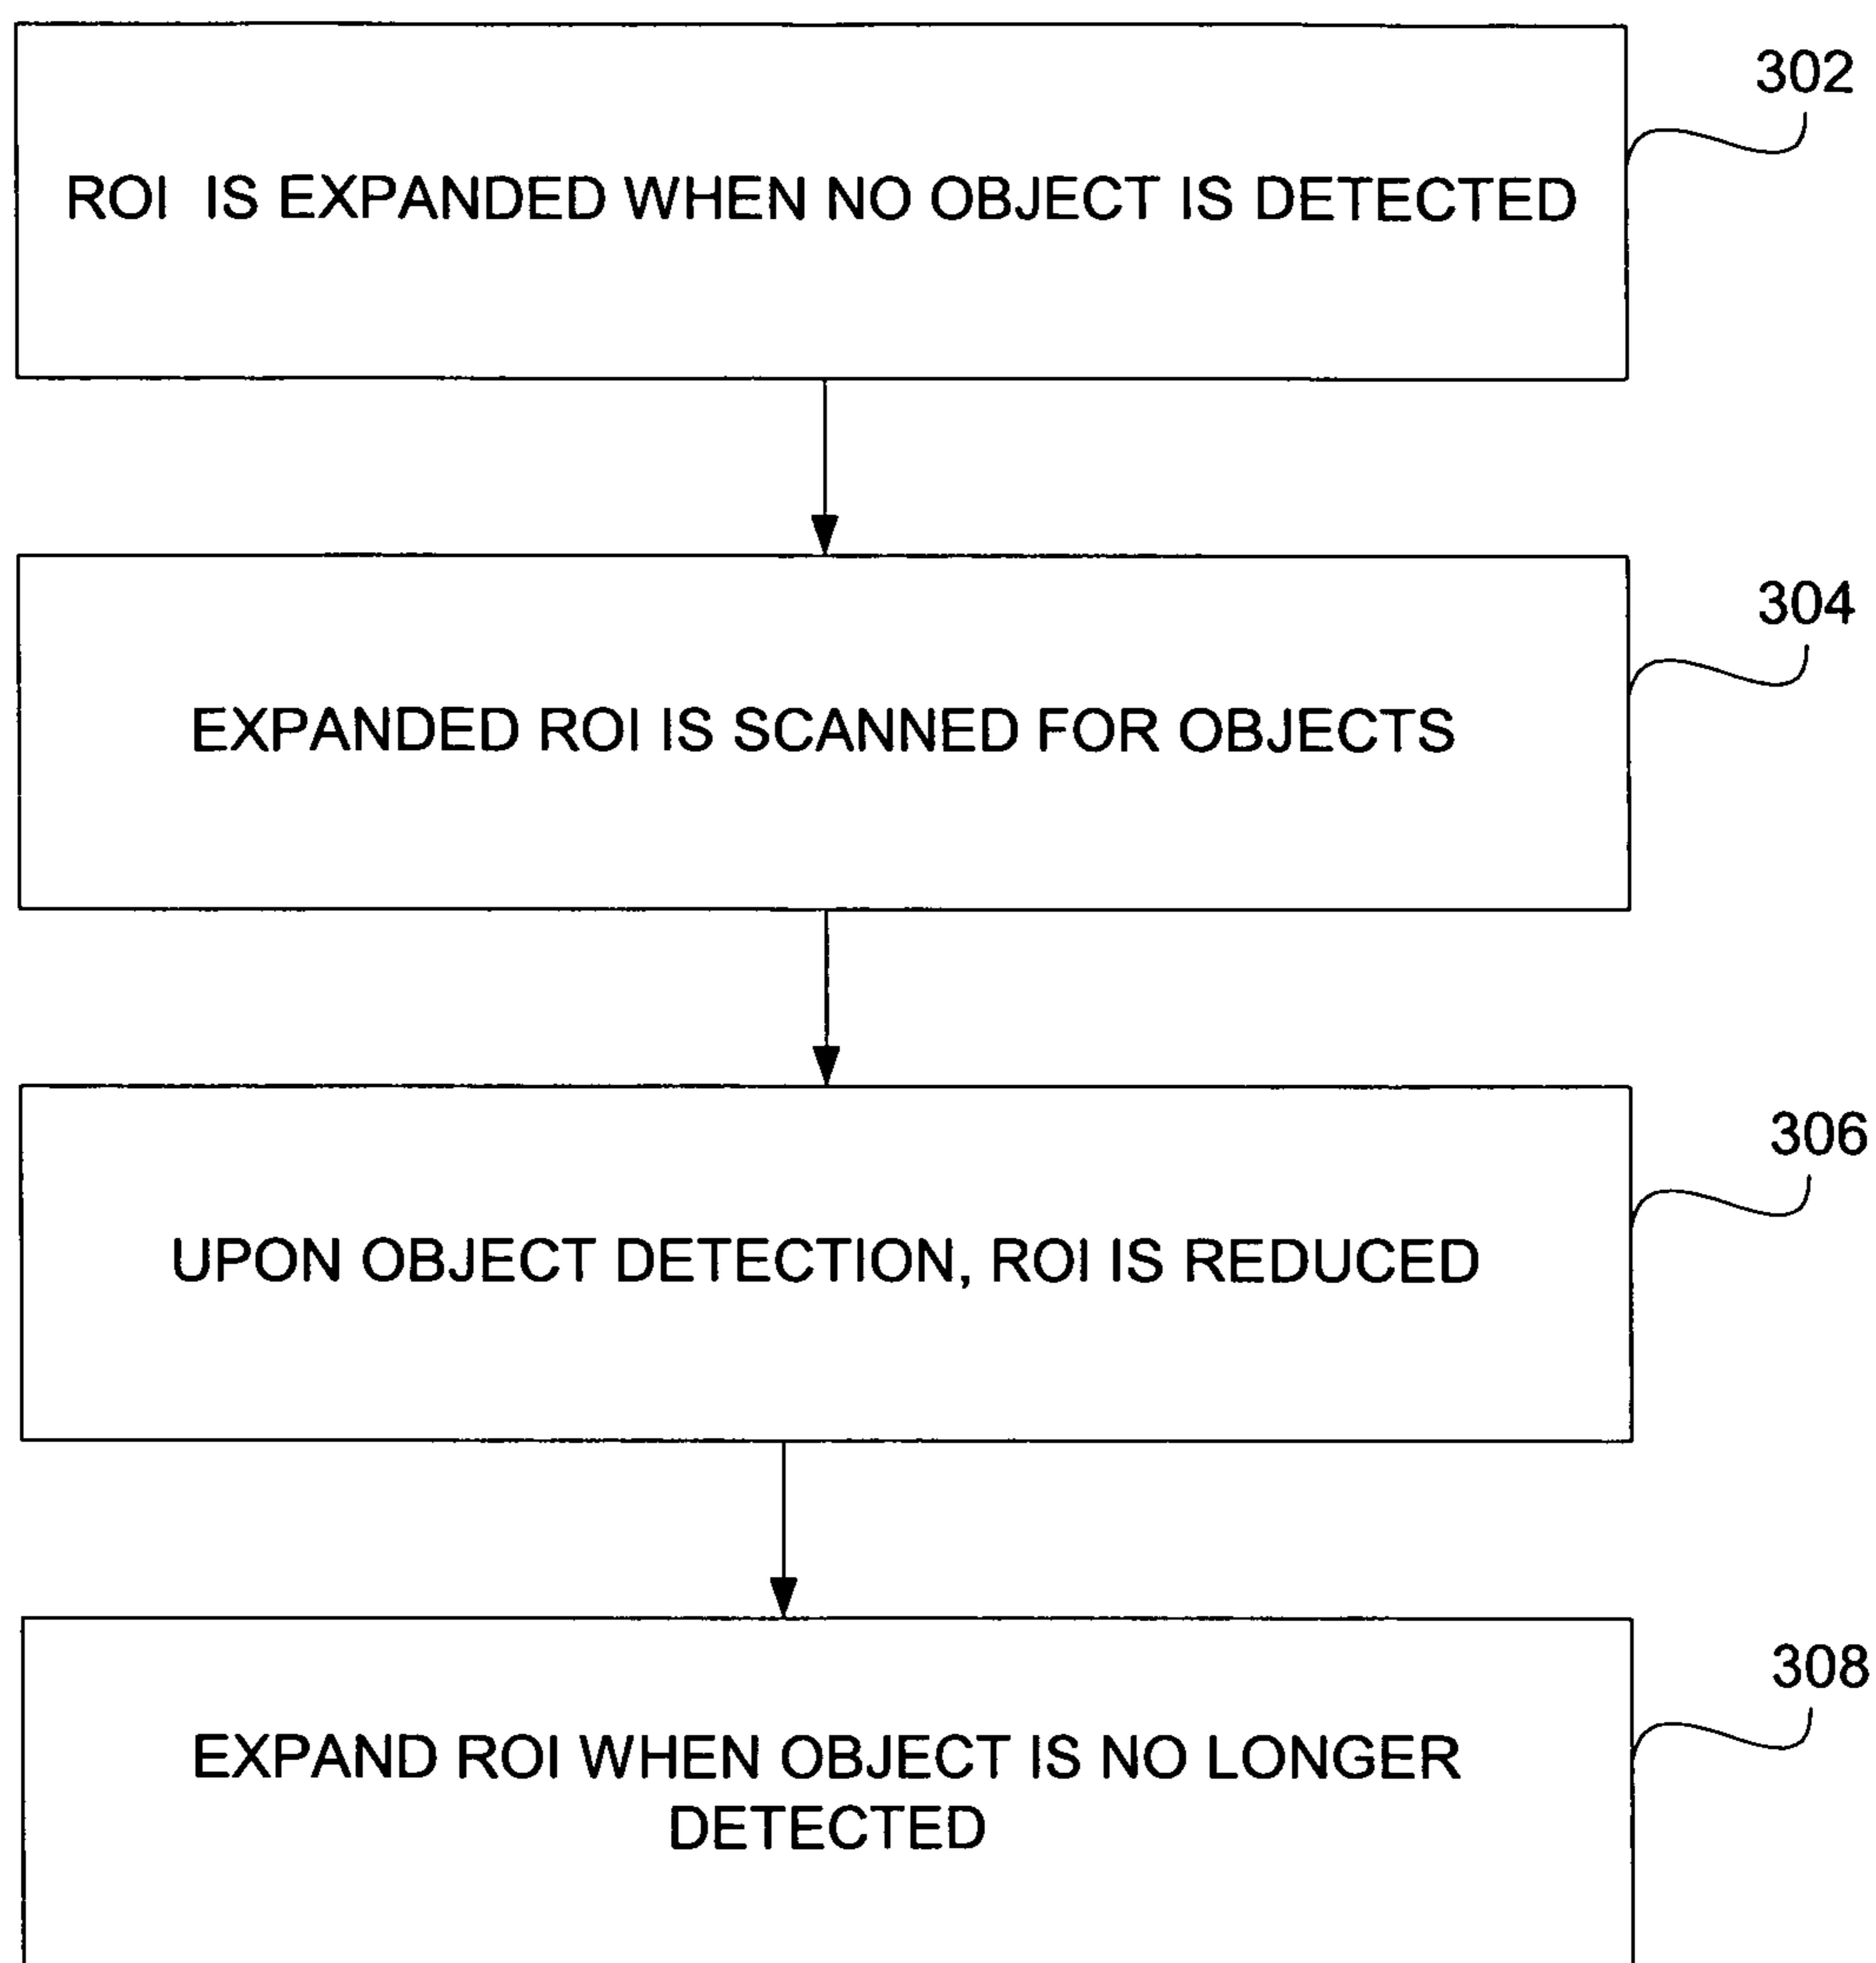 302
ROI IS EXPANDED WHEN NO OBJECT IS DETECTED
304
EXPANDED ROI IS SCANNED FOR OBJECTS
306
UPON OBJECT DETECTION, ROI IS REDUCED
308
EXPAND ROI WHEN OBJECT IS NO LONGER
DETECTED